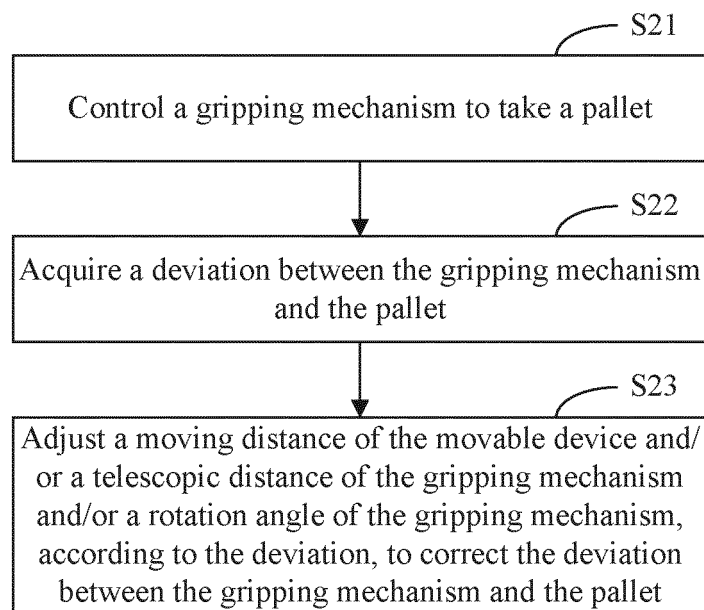 S21
Control a gripping mechanism to take a pallet
S22
Acquire a deviation between the gripping mechanism
and the pallet
S23
Adjust a moving distance of the movable device and/
or a telescopic distance of the gripping mechanism
and/or a rotation angle of the gripping mechanism,
according to the deviation, to correct the deviation
between the gripping mechanism and the pallet